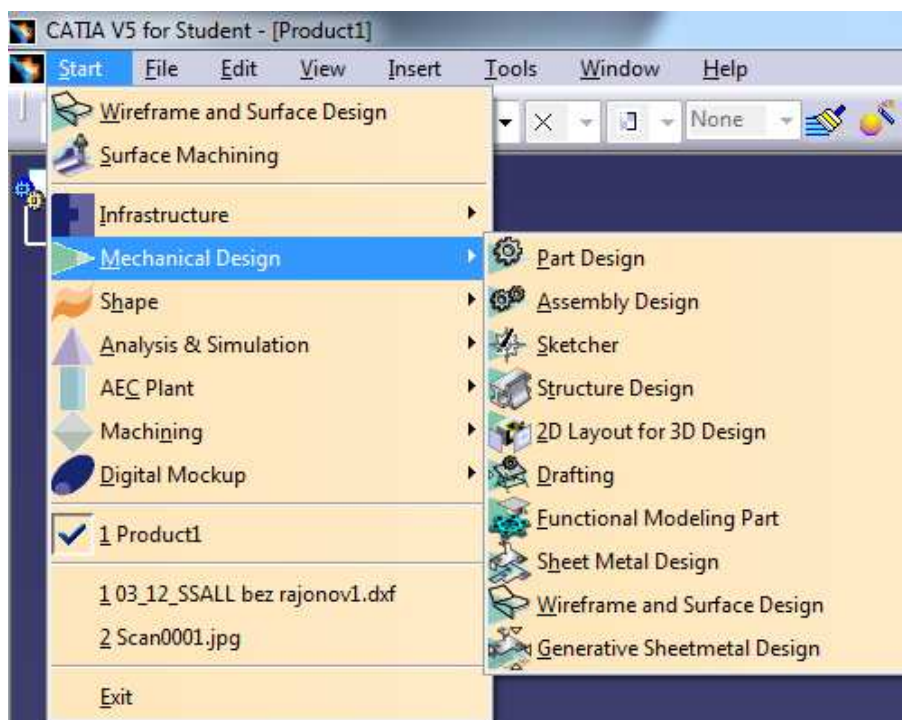 CATIA V5 for Student - [Product1]
Start File Edit View Insert Tools Window Help
None
Wireframe and Surface Design
Surface Machining
Infrastructure
Mechanical Design
Shape
Analysis & Simulation
AEC Plant
Machining
Digital Mockup
1 Product1
1 03_12_SSALL bez rajonov1.dxf
2 Scan0001.jpg
Exit
Part Design
Assembly Design
Sketcher
Structure Design
2D Layout for 3D Design
Drafting
Functional Modeling Part
Sheet Metal Design
Wireframe and Surface Design
Generative Sheetmetal Design